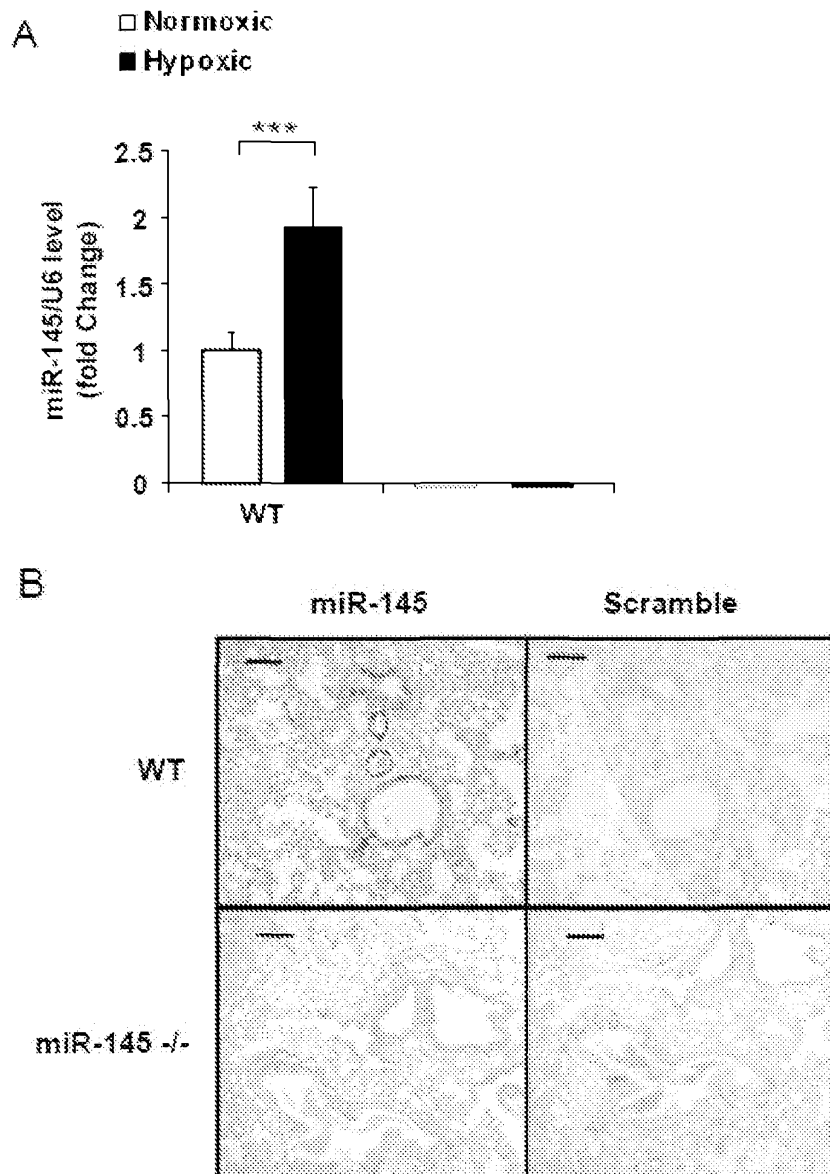 A
Normoxic
Hypoxic
***
miR-145/U6 level
(fold Change)
2.5
2
1.5
1
0.5
0
WT
B
miR-145
Scramble
WT
miR-145 -/-